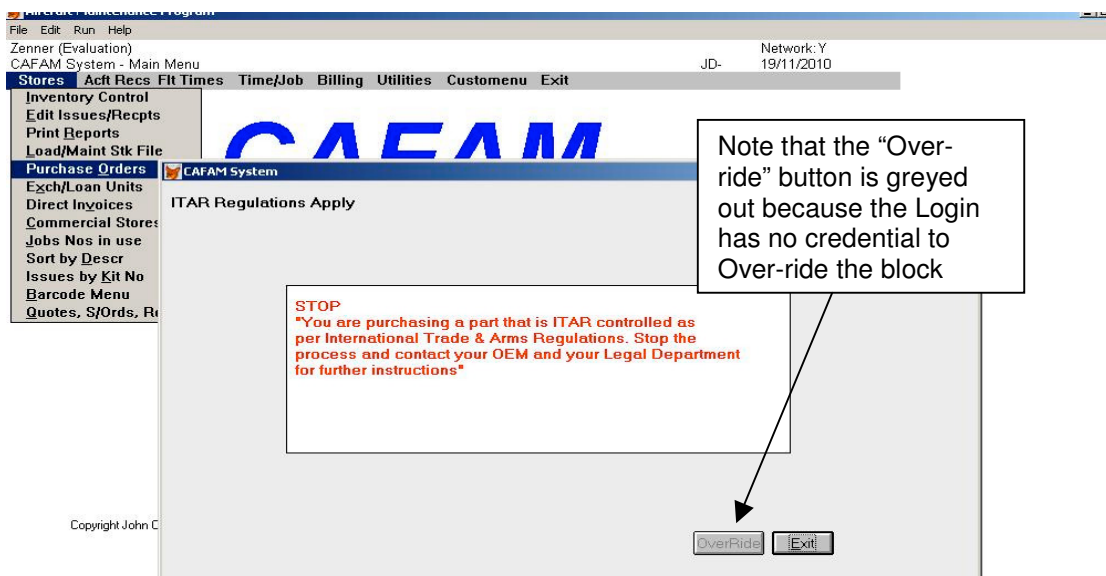 Aircraft Maintenance Program
File Edit Run Help
Zenner (Evaluation) Network: Y
CAFAM System - Main Menu JD- 19/11/2010
Stores Acft Recs Flt Times Time/Job Billing Utilities Customenu Exit
Inventory Control
Edit Issues/Recpts
Print Reports
Load/Maint Stk File
Purchase Orders
Exch/Loan Units
Direct Invoices
Commercial Stores
Jobs Nos in use
Sort by Descr
Issues by Kit No
Barcode Menu
Quotes, S/Ords, R
CAFAM
CAFAM System
ITAR Regulations Apply
Note that the “Over-
ride” button is greyed
out because the Login
has no credential to
Over-ride the block
STOP
"You are purchasing a part that is ITAR controlled as
per International Trade & Arms Regulations. Stop the
process and contact your OEM and your Legal Department
for further instructions"
OverRide Exit
Copyright John C